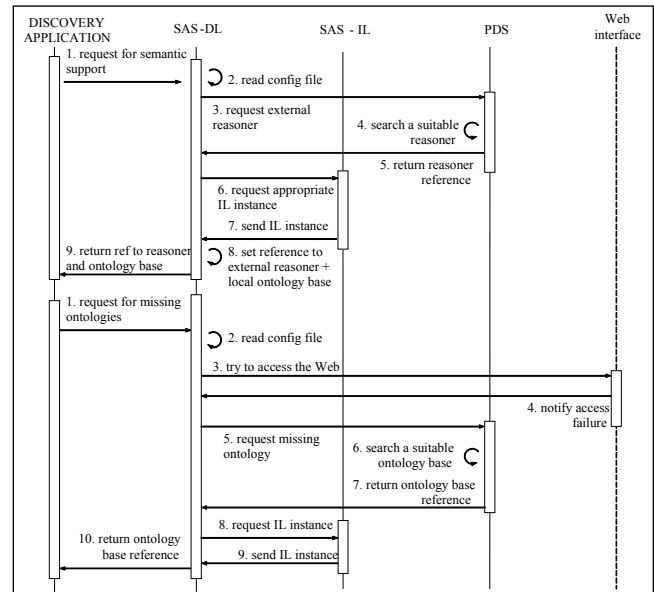 DISCOVERY
APPLICATION
SAS-DL
SAS - IL
PDS
Web
interface
1. request for semantic
support
2. read config file
3. request external
reasoner
4. search a suitable
reasoner
5. return reasoner
reference
6. request appropriate
IL instance
7. send IL instance
8. set reference to
external reasoner +
local ontology base
9. return ref to reasoner
and ontology base
1. request for missing
ontologies
2. read config file
3. try to access the Web
4. notify access
failure
5. request missing
ontology
6. search a suitable
ontology base
7. return ontology base
reference
8. request IL instance
9. send IL instance
10. return ontology
base reference